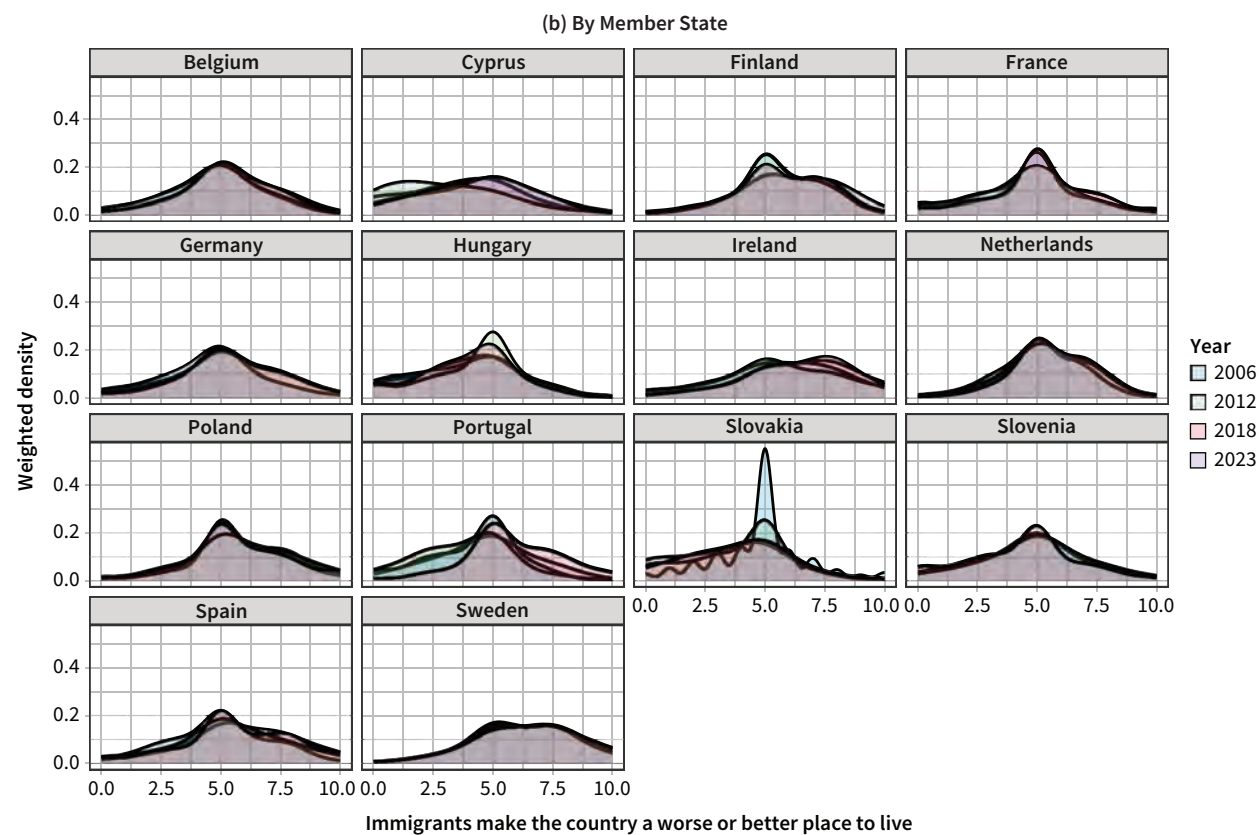 (b) By Member State
Belgium Cyprus Finland France
0.4
0.2
0.0
Germany Hungary Ireland Netherlands
0.4
0.2
0.0
Poland Portugal Slovakia Slovenia
0.4
0.2
0.0
0.0 2.5 5.0 7.5 10.0 0.0 2.5 5.0 7.5 10.0
Spain Sweden
0.4
0.2
0.0
0.0 2.5 5.0 7.5 10.0 0.0 2.5 5.0 7.5 10.0
Weighted density
Immigrants make the country a worse or better place to live
Year
2006
2012
2018
2023